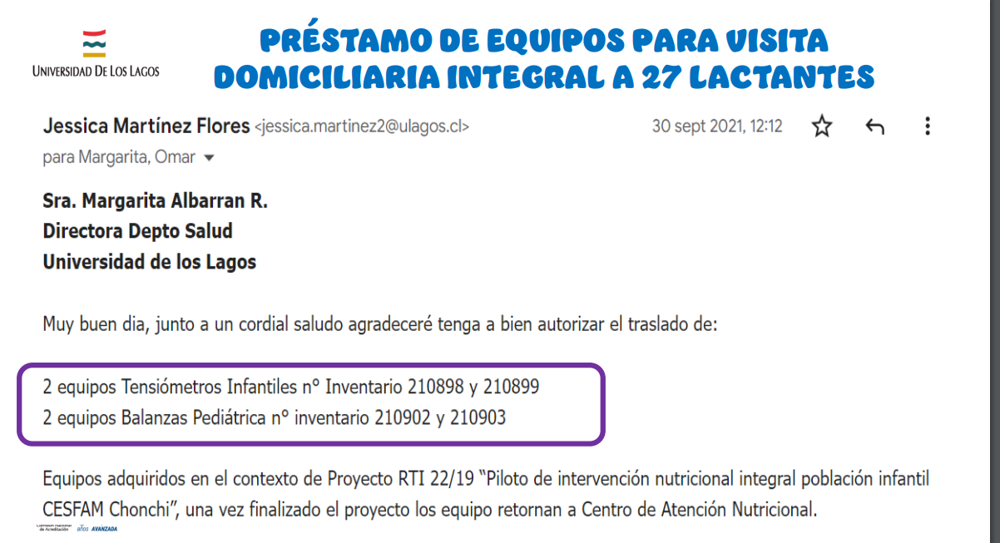 UNIVERSIDAD DE LOS LAGOS
PRÉSTAMO DE EQUIPOS PARA VISITA
DOMICILIARIA INTEGRAL A 27 LACTANTES
Jessica Martínez Flores <jessica.martinez2@ulagos.cl>
30 sept 2021, 12:12
para Margarita, Omar
Sra. Margarita Albarran R.
Directora Depto Salud
Universidad de los Lagos
Muy buen dia, junto a un cordial saludo agradeceré tenga a bien autorizar el traslado de:
2 equipos Tensiómetros Infantiles nº Inventario 210898 y 210899
2 equipos Balanzas Pediátrica nº inventario 210902 y 210903
Equipos adquiridos en el contexto de Proyecto RTI 22/19 “Piloto de intervención nutricional integral población infantil
CESFAM Chonchi”, una vez finalizado el proyecto los equipo retornan a Centro de Atención Nutricional.
de Acreditación
años AVANZADA